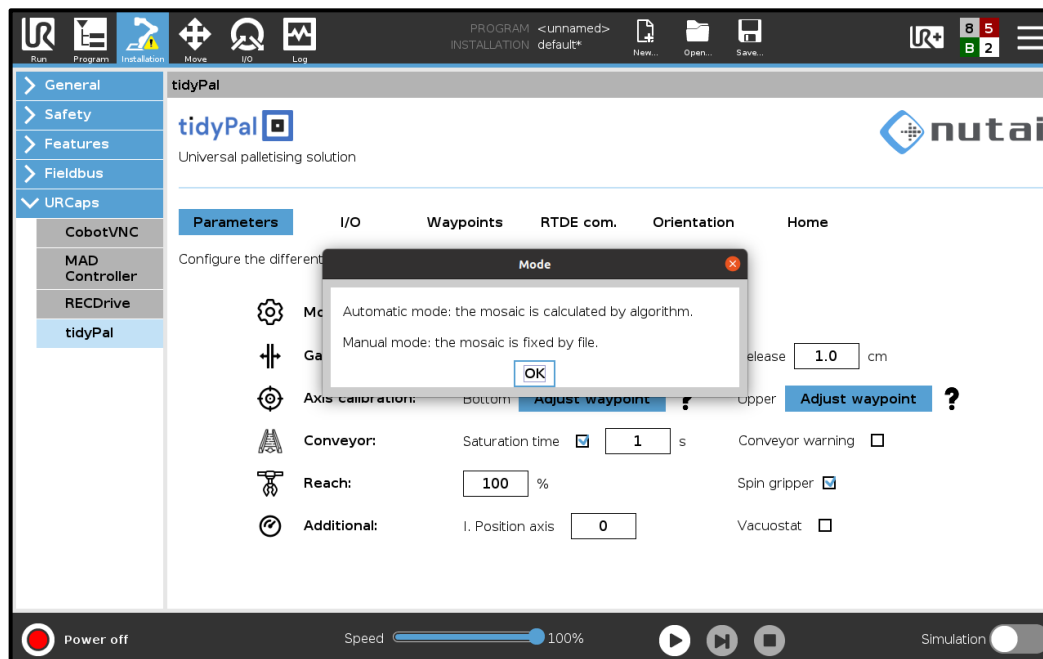 PROGRAM <unnamed>
INSTALLATION default*
Run Program Installation Move I/O Log New... Open... Save...
UR+
8 5
B 2
General
Safety
Features
Fieldbus
URCaps
CobotVNC
MAD
Controller
RECDrive
tidyPal
tidyPal
tidyPal
nutai
Universal palletising solution
Parameters I/O Waypoints RTDE com. Orientation Home
Configure the different
Mode
Automatic mode: the mosaic is calculated by algorithm.
Manual mode: the mosaic is fixed by file.
OK
1.0 cm
Axis calibration: Bottom Adjust waypoint ? Upper Adjust waypoint ?
Conveyor: Saturation time 1 s Conveyor warning
Reach: 100 % Spin gripper
Additional: I. Position axis 0 Vacuostat
Power off Speed 100% Simulation